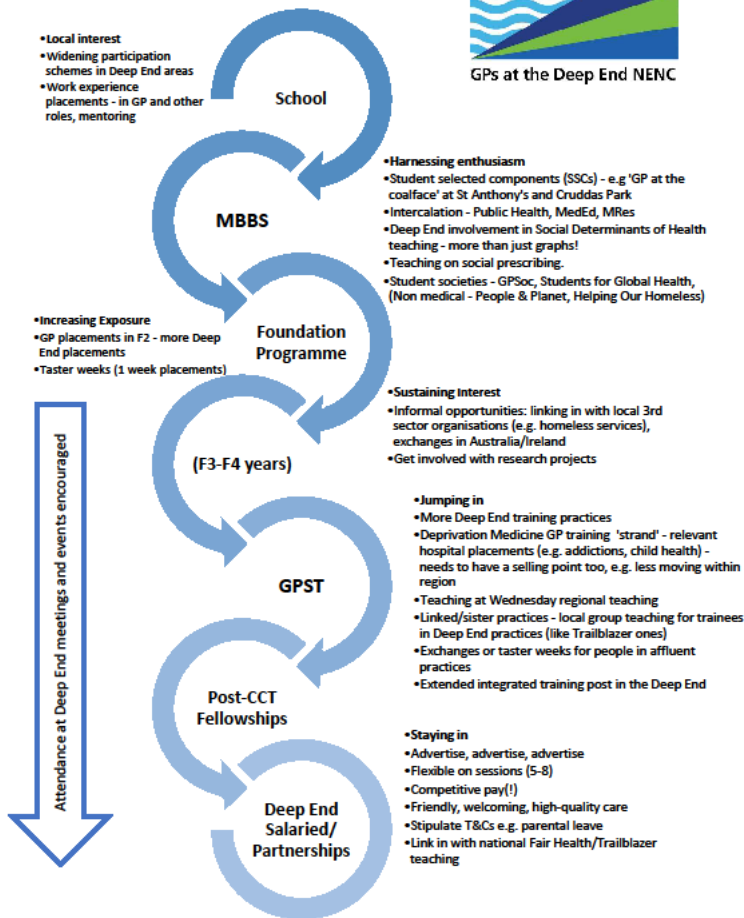 GPs at the Deep End NENC
•Local interest
•Widening participation
schemes in Deep End areas
•Work experience
placements - in GP and other
roles, mentoring
School
•Harnessing enthusiasm
•Student selected components (SSCs) - e.g 'GP at the
coalface' at St Anthony's and Cruddas Park
•Intercalation - Public Health, MedEd, MRes
•Deep End involvement in Social Determinants of Health
teaching - more than just graphs!
•Teaching on social prescribing.
•Student societies - GPSoc, Students for Global Health,
(Non medical - People & Planet, Helping Our Homeless)
MBBS
•Increasing Exposure
•GP placements in F2 - more Deep
End placements
•Taster weeks (1 week placements)
Foundation
Programme
•Sustaining Interest
•Informal opportunities: linking in with local 3rd
sector organisations (e.g. homeless services),
exchanges in Australia/Ireland
•Get involved with research projects
(F3-F4 years)
•Jumping in
•More Deep End training practices
•Deprivation Medicine GP training 'strand' - relevant
hospital placements (e.g. addictions, child health) -
needs to have a selling point too, e.g. less moving within
region
•Teaching at Wednesday regional teaching
•Linked/sister practices - local group teaching for trainees
in Deep End practices (like Trailblazer ones)
•Exchanges or taster weeks for people in affluent
practices
•Extended integrated training post in the Deep End
GPST
Post-CCT
Fellowships
•Staying in
•Advertise, advertise, advertise
•Flexible on sessions (5-8)
•Competitive pay(!)
•Friendly, welcoming, high-quality care
•Stipulate T&Cs e.g. parental leave
•Link in with national Fair Health/Trailblazer
teaching
Deep End
Salaried/
Partnerships
Attendance at Deep End meetings and events encouraged